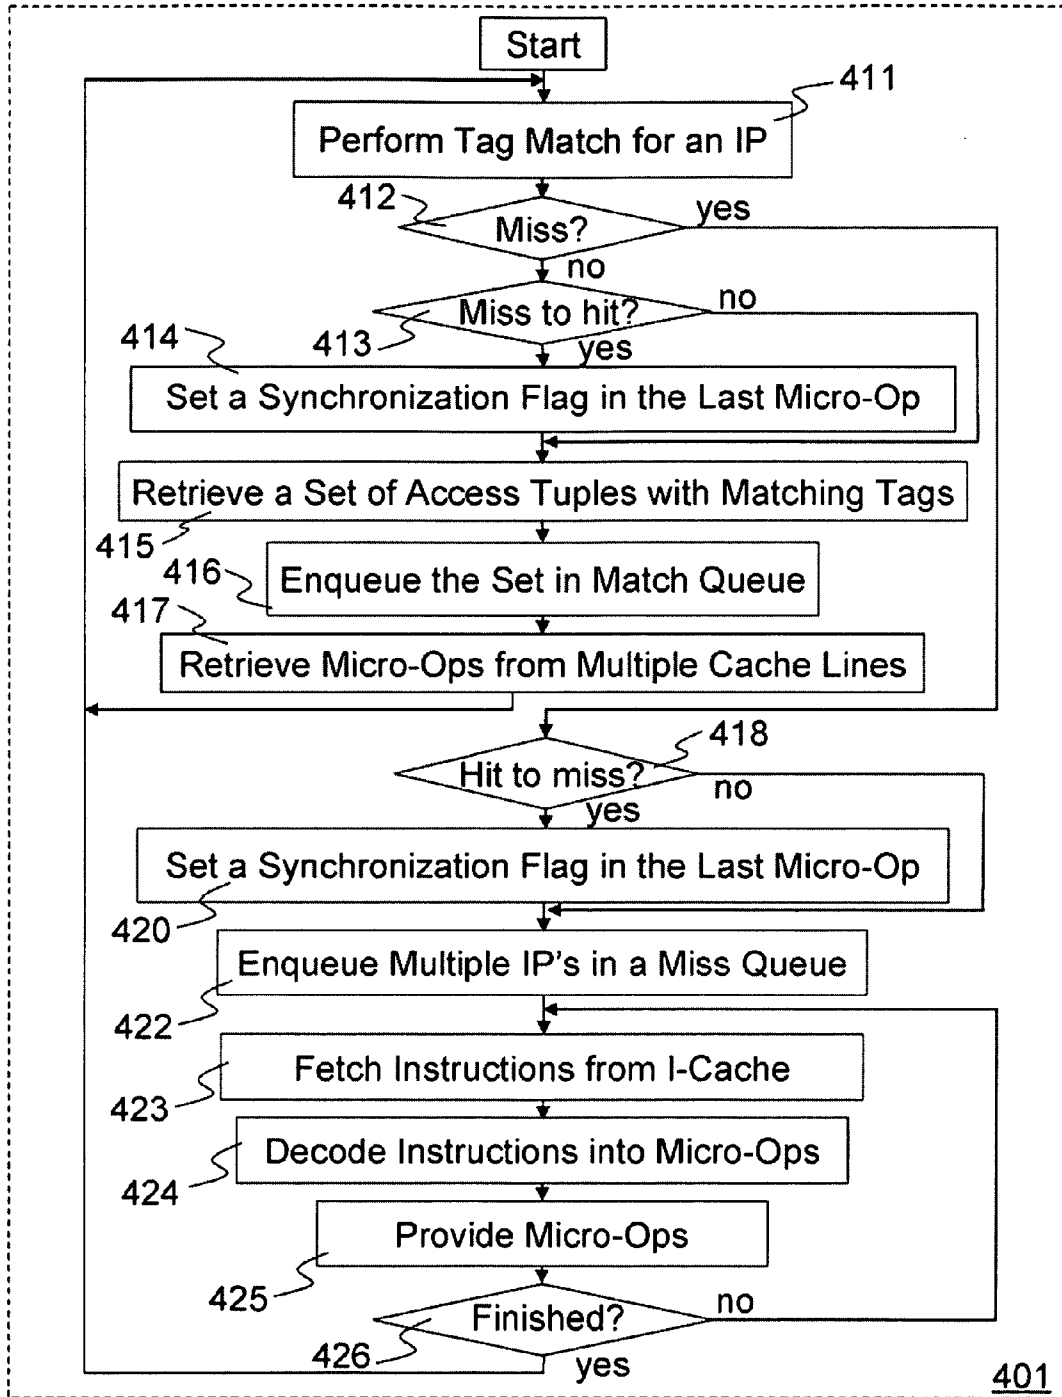 Start
411
Perform Tag Match for an IP
412
Miss?
yes
no
Miss to hit?
no
413
yes
414
Set a Synchronization Flag in the Last Micro-Op
Retrieve a Set of Access Tuples with Matching Tags
415
Enqueue the Set in Match Queue
416
417
Retrieve Micro-Ops from Multiple Cache Lines
418
Hit to miss?
no
yes
Set a Synchronization Flag in the Last Micro-Op
420
Enqueue Multiple IP's in a Miss Queue
422
Fetch Instructions from I-Cache
423
Decode Instructions into Micro-Ops
424
Provide Micro-Ops
425
Finished?
no
426
yes
401